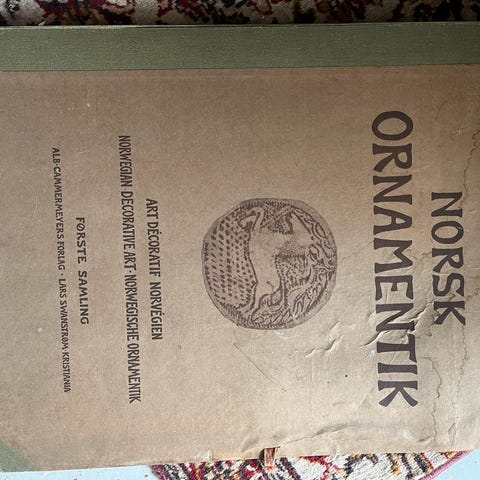 NORSK
ORNAMENTIK
ART DÉCORATIF NORVÉGIEN
NORWEGIAN DECORATIVE ART·NORWEGISCHE ORNAMENTIK
FØRSTE SAMLING
ALB·CAMMERMEYERS FORLAG · LARS SWANSTRØM·KRISTIANIA